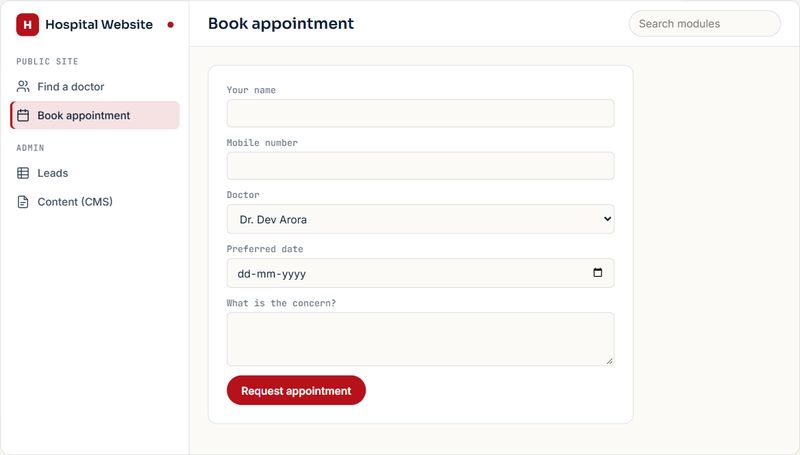 H Hospital Website
PUBLIC SITE
Find a doctor
Book appointment
ADMIN
Leads
Content (CMS)
Book appointment
Search modules
Your name
Mobile number
Doctor
Dr. Dev Arora
Preferred date
dd-mm-yyyy
What is the concern?
Request appointment